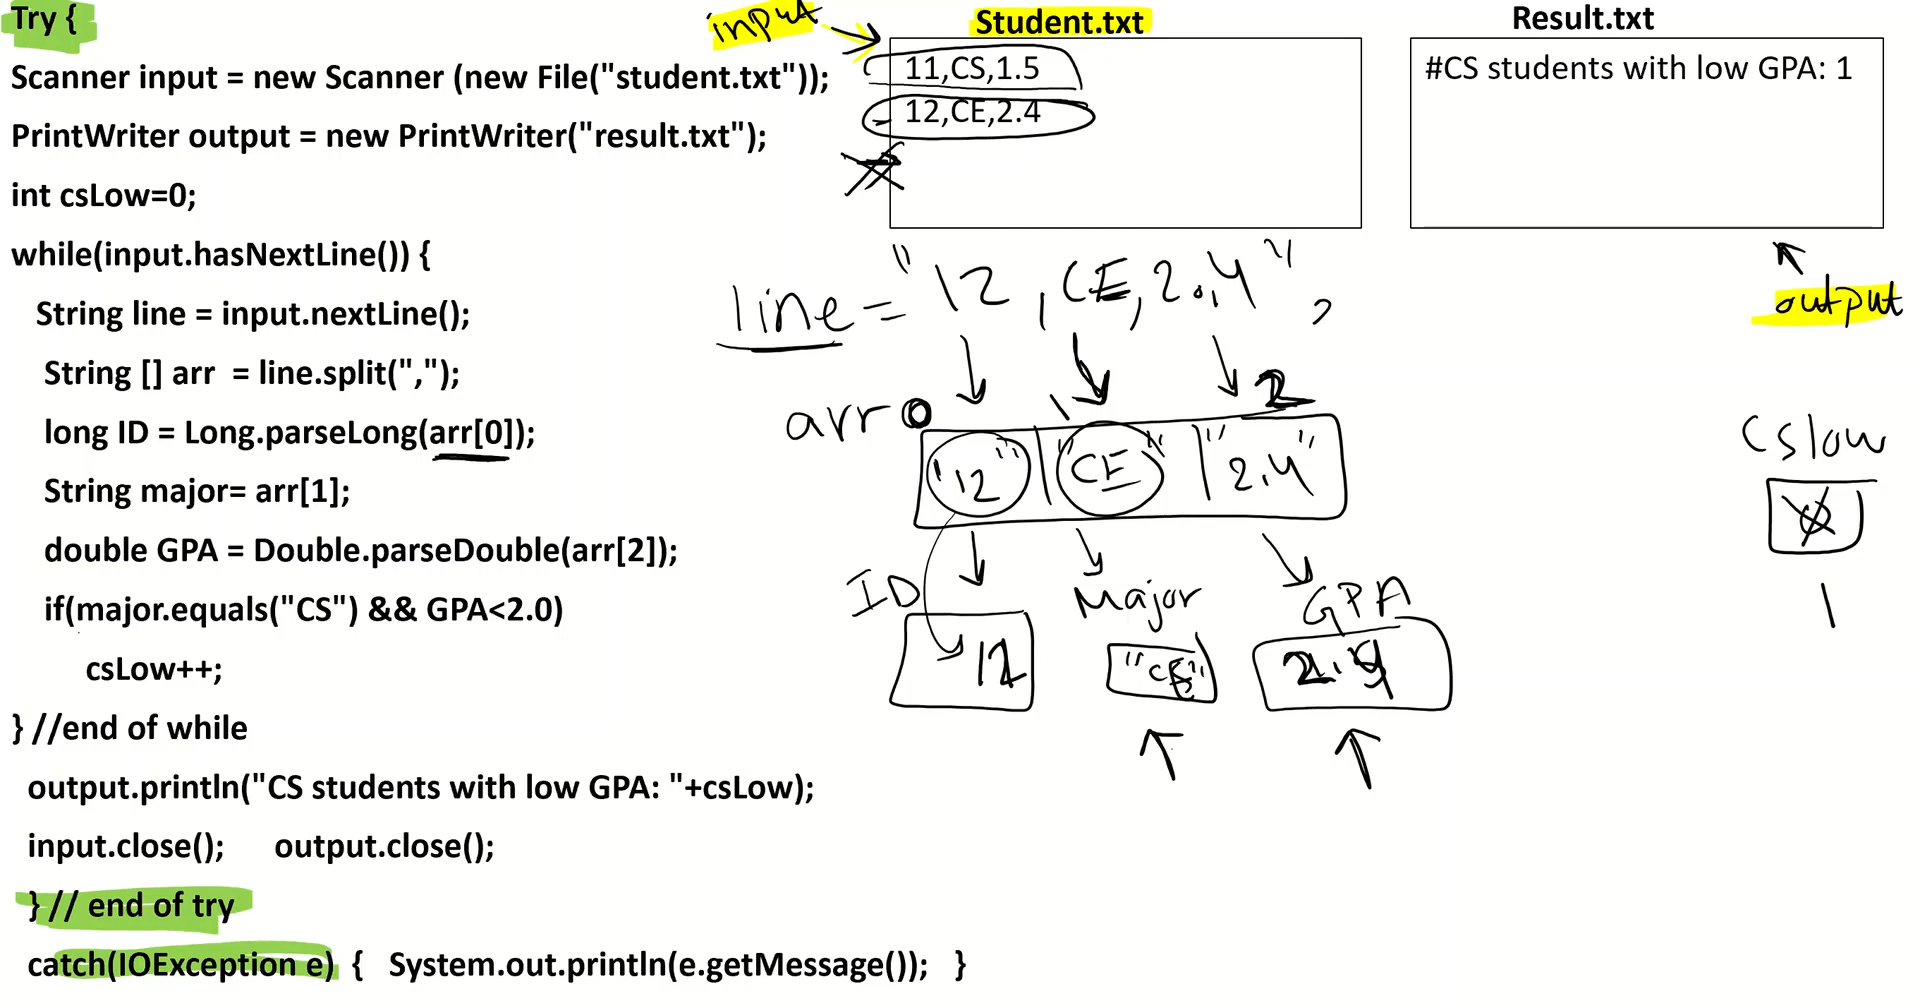 Try {
Scanner input = new Scanner (new File("student.txt"));
PrintWriter output = new PrintWriter("result.txt");
int csLow=0;
while(input.hasNextLine()) {
String line = input.nextLine();
String [] arr = line.split(",");
long ID = Long.parseLong(arr[0]);
String major= arr[1];
double GPA = Double.parseDouble(arr[2]);
if(major.equals("CS") && GPA<2.0)
csLow++;
} //end of while
output.println("CS students with low GPA: "+csLow);
input.close(); output.close();
} // end of try
catch(IOException e) { System.out.println(e.getMessage()); }
input
Student.txt
11,CS,1.5
12,CE,2.4
Result.txt
#CS students with low GPA: 1
output
line = "12, CE, 2.4",
arr 0 1 2
"12" "CE" "2.4"
ID Major GPA
12 "CE" 2.4
cslow
0
1